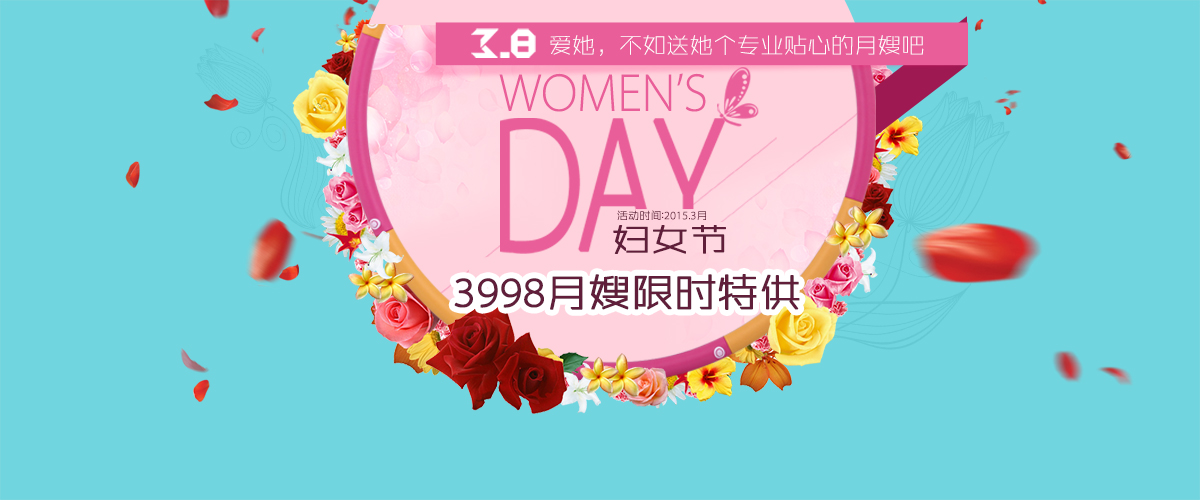 3.8 爱她，不如送她个专业贴心的月嫂吧
WOMEN'S
DAY
活动时间:2015.3月
妇女节
3998月嫂限时特供